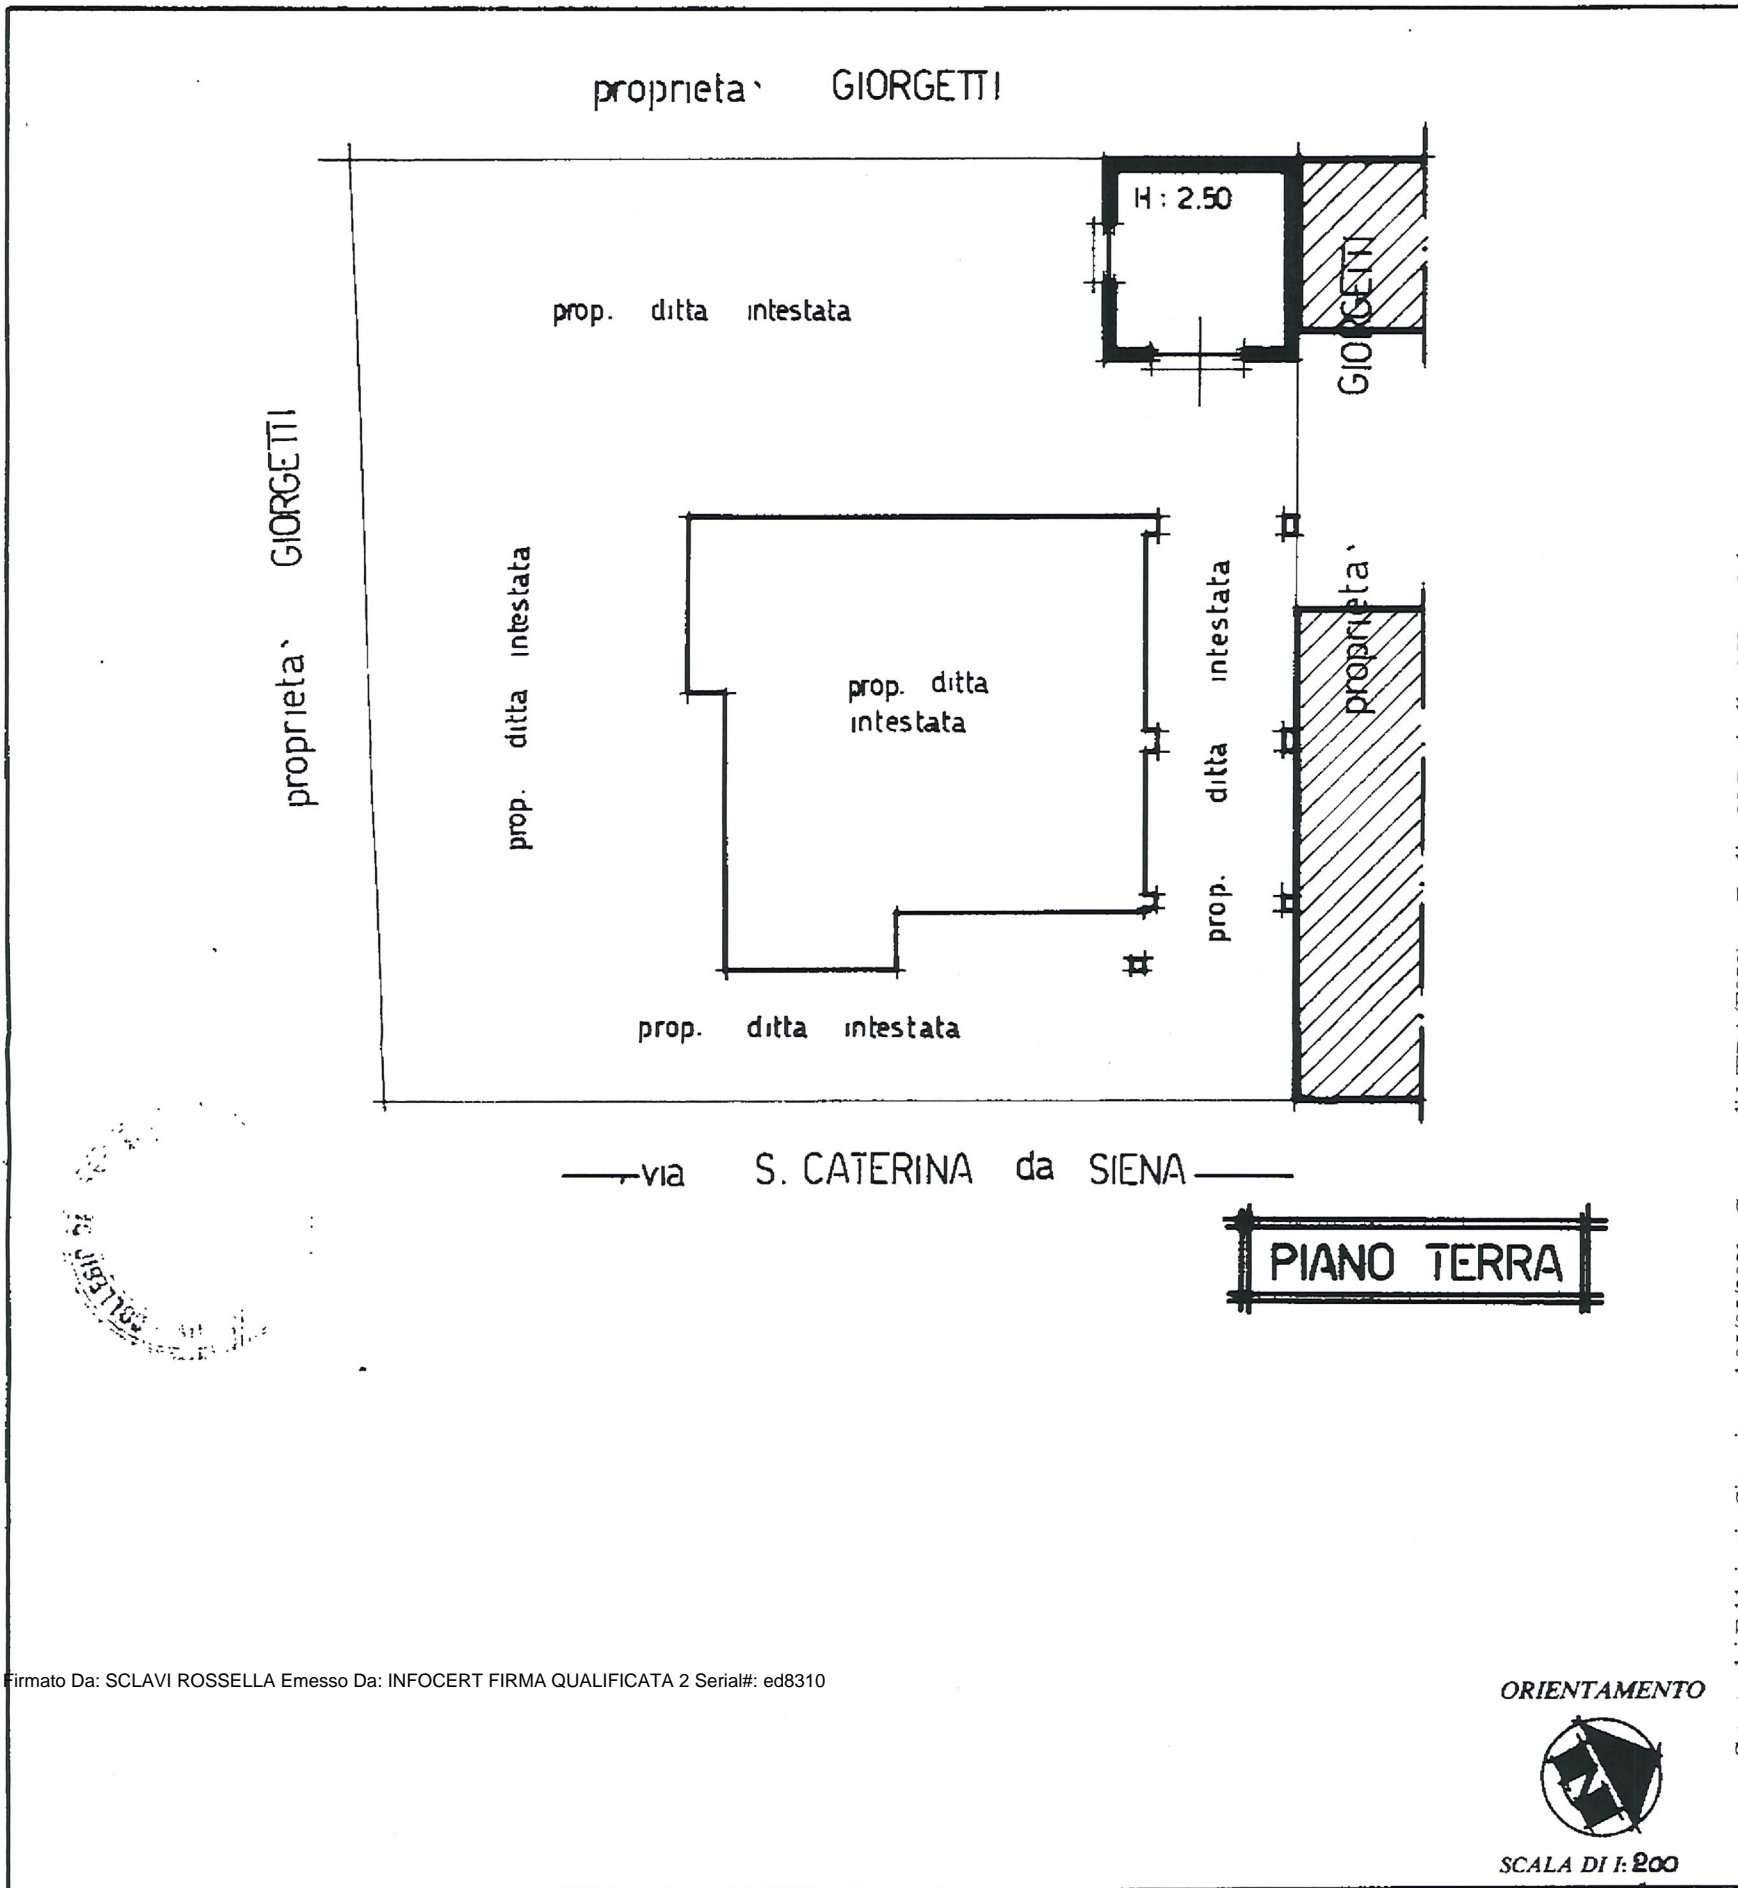 proprieta' GIORGETTI
H : 2.50
prop. ditta intestata
proprieta' GIORGETTI
proprieta' GIORGETTI
prop. ditta intestata
prop. ditta
intestata
prop. ditta intestata
prop. ditta intestata
via S. CATERINA da SIENA
PIANO TERRA
Firmato Da: SCLAVI ROSSELLA Emesso Da: INFOCERT FIRMA QUALIFICATA 2 Serial#: ed8310
ORIENTAMENTO
N
SCALA DI 1: 200